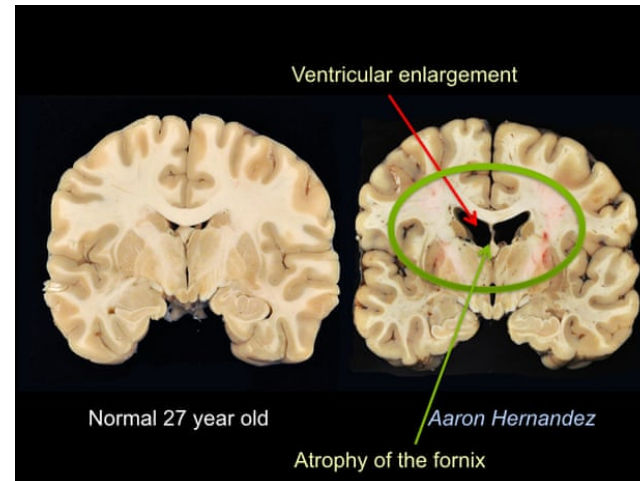 Ventricular enlargement
Normal 27 year old
Aaron Hernandez
Atrophy of the fornix